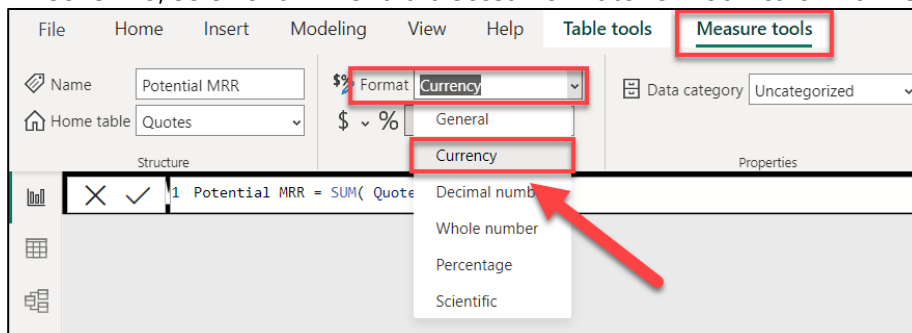 File Home Insert Modeling View Help Table tools Measure tools
Name Potential MRR $% Format Currency Data category Uncategorized
Home table Quotes $ % General
Structure Currency Properties
1 Potential MRR = SUM( Quote Decimal numb
Whole number
Percentage
Scientific